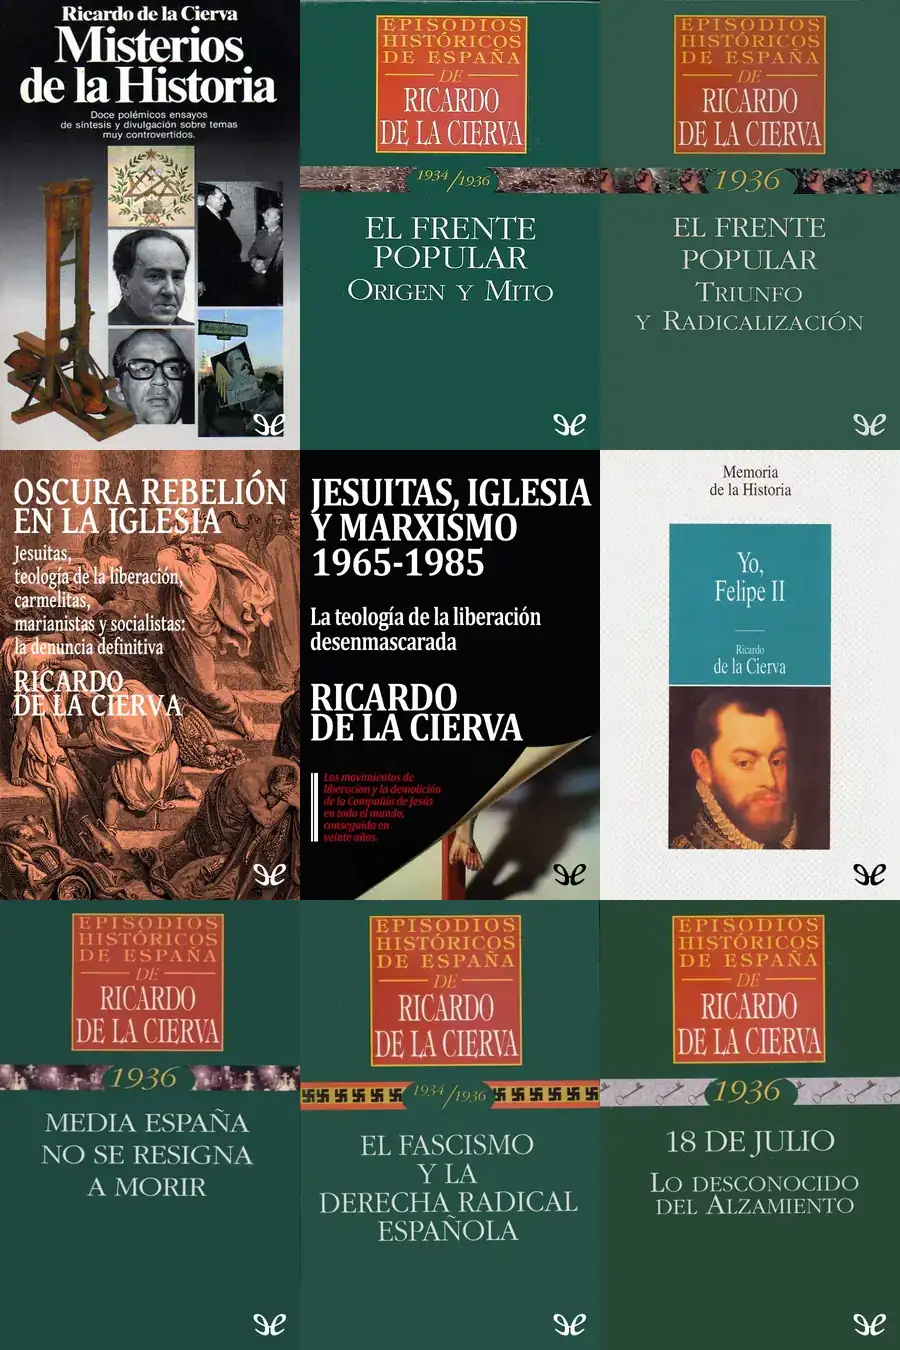 Ricardo de la Cierva
Misterios
de la Historia
Doce polémicos ensayos
de síntesis y divulgación sobre temas
muy controvertidos.
EPISODIOS
HISTÓRICOS
DE ESPAÑA
DE
RICARDO
DE LA CIERVA
1934/1936
EL FRENTE
POPULAR
ORIGEN Y MITO
EPISODIOS
HISTÓRICOS
DE ESPAÑA
DE
RICARDO
DE LA CIERVA
1936
EL FRENTE
POPULAR
TRIUNFO
Y RADICALIZACIÓN
OSCURA REBELIÓN
EN LA IGLESIA
Jesuitas,
teología de la liberación,
carmelitas,
marianistas y socialistas:
la denuncia definitiva
RICARDO
DE LA CIERVA
JESUITAS, IGLESIA
Y MARXISMO
1965-1985
La teología de la liberación
desenmascarada
RICARDO
DE LA CIERVA
Los movimientos de
liberacion y la demolición
de la Compañía de Jesús
en todo el mundo,
conseguida en
veinte años.
Memoria
de la Historia
Yo,
Felipe II
Ricardo
de la Cierva
EPISODIOS
HISTÓRICOS
DE ESPAÑA
DE
RICARDO
DE LA CIERVA
1936
MEDIA ESPAÑA
NO SE RESIGNA
A MORIR
EPISODIOS
HISTÓRICOS
DE ESPAÑA
DE
RICARDO
DE LA CIERVA
1934/1936
EL FASCISMO
Y LA
DERECHA RADICAL
ESPAÑOLA
EPISODIOS
HISTÓRICOS
DE ESPAÑA
DE
RICARDO
DE LA CIERVA
1936
18 DE JULIO
LO DESCONOCIDO
DEL ALZAMIENTO